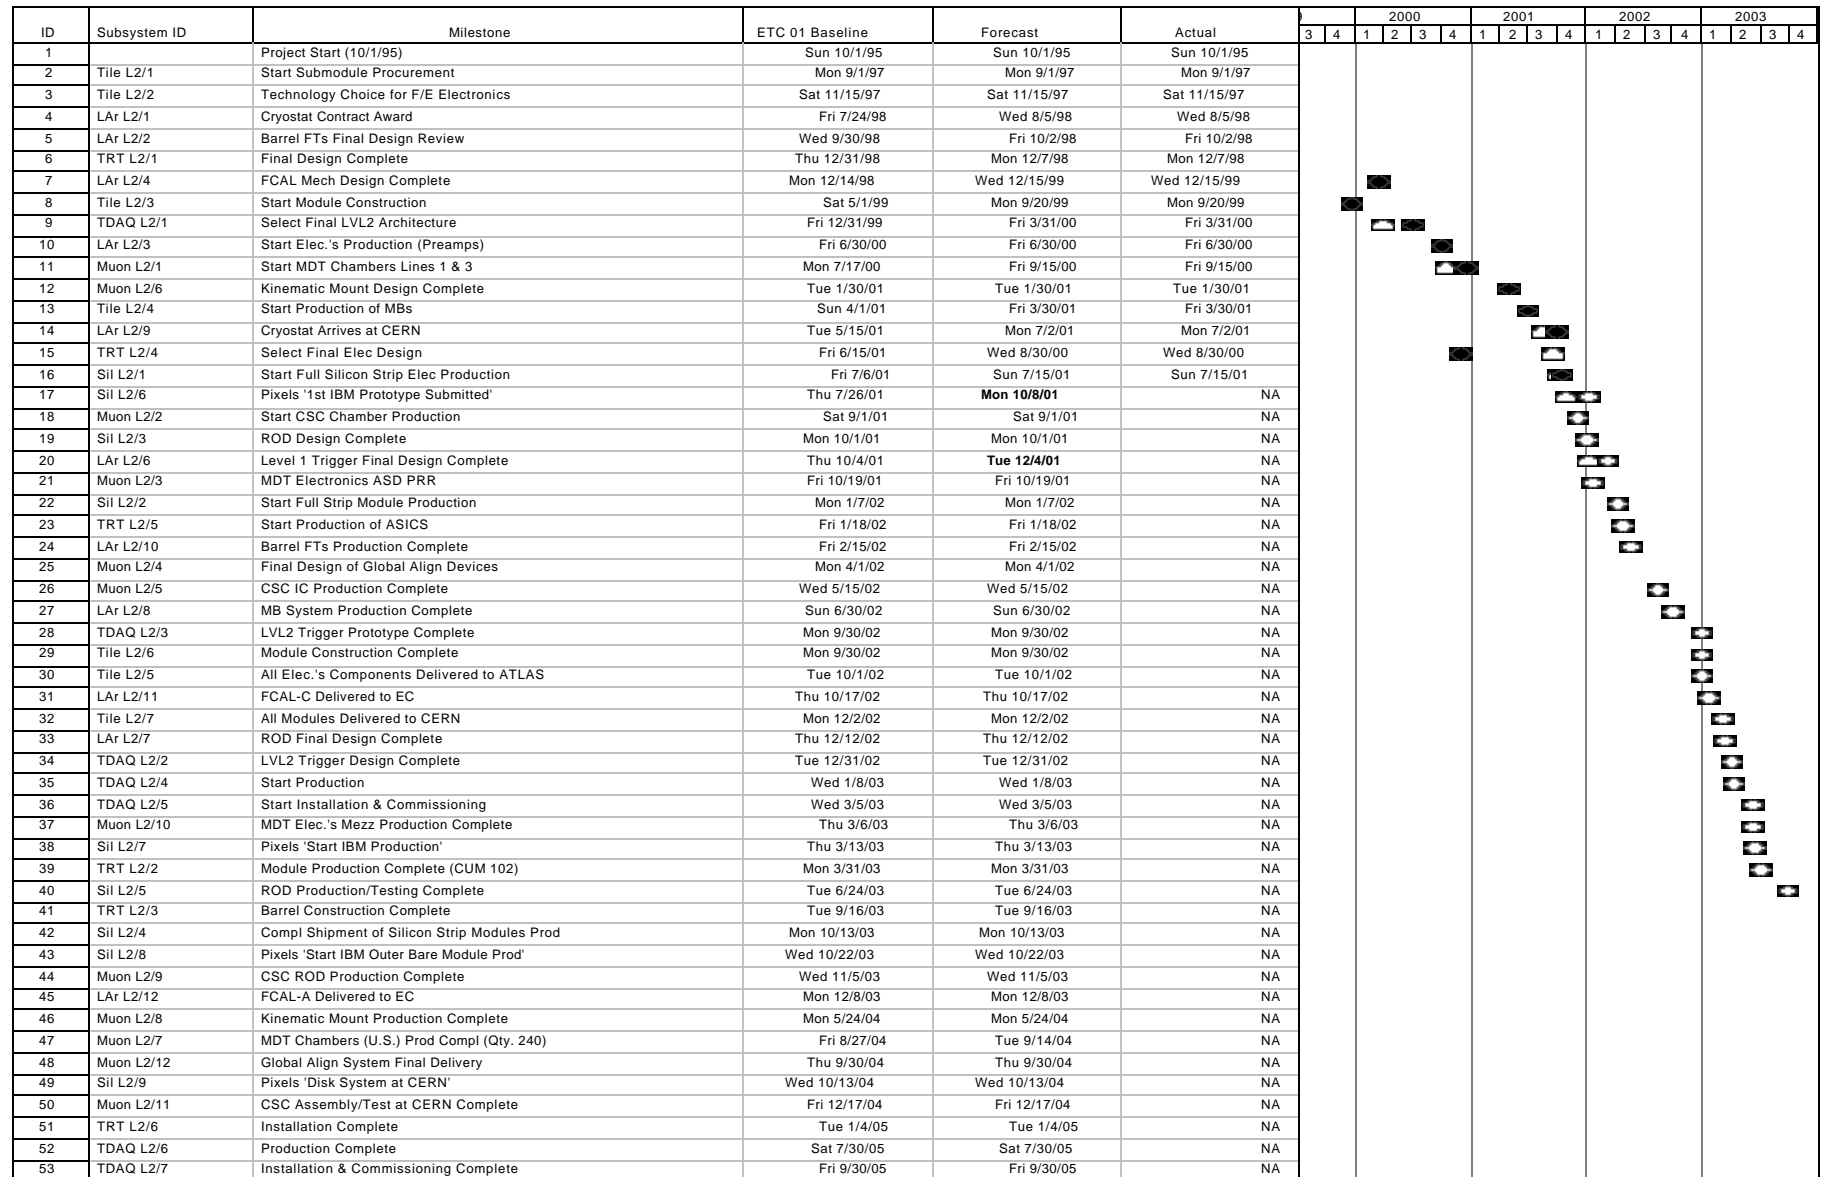 2000 2001 2002 2003
ID Subsystem ID Milestone ETC 01 Baseline Forecast Actual 3 4 1 2 3 4 1 2 3 4 1 2 3 4 1 2 3 4
1 Project Start (10/1/95) Sun 10/1/95 Sun 10/1/95 Sun 10/1/95
2 Tile L2/1 Start Submodule Procurement Mon 9/1/97 Mon 9/1/97 Mon 9/1/97
3 Tile L2/2 Technology Choice for F/E Electronics Sat 11/15/97 Sat 11/15/97 Sat 11/15/97
4 LAr L2/1 Cryostat Contract Award Fri 7/24/98 Wed 8/5/98 Wed 8/5/98
5 LAr L2/2 Barrel FTs Final Design Review Wed 9/30/98 Fri 10/2/98 Fri 10/2/98
6 TRT L2/1 Final Design Complete Thu 12/31/98 Mon 12/7/98 Mon 12/7/98
7 LAr L2/4 FCAL Mech Design Complete Mon 12/14/98 Wed 12/15/99 Wed 12/15/99
8 Tile L2/3 Start Module Construction Sat 5/1/99 Mon 9/20/99 Mon 9/20/99
9 TDAQ L2/1 Select Final LVL2 Architecture Fri 12/31/99 Fri 3/31/00 Fri 3/31/00
10 LAr L2/3 Start Elec.'s Production (Preamps) Fri 6/30/00 Fri 6/30/00 Fri 6/30/00
11 Muon L2/1 Start MDT Chambers Lines 1 & 3 Mon 7/17/00 Fri 9/15/00 Fri 9/15/00
12 Muon L2/6 Kinematic Mount Design Complete Tue 1/30/01 Tue 1/30/01 Tue 1/30/01
13 Tile L2/4 Start Production of MBs Sun 4/1/01 Fri 3/30/01 Fri 3/30/01
14 LAr L2/9 Cryostat Arrives at CERN Tue 5/15/01 Mon 7/2/01 Mon 7/2/01
15 TRT L2/4 Select Final Elec Design Fri 6/15/01 Wed 8/30/00 Wed 8/30/00
16 Sil L2/1 Start Full Silicon Strip Elec Production Fri 7/6/01 Sun 7/15/01 Sun 7/15/01
17 Sil L2/6 Pixels '1st IBM Prototype Submitted' Thu 7/26/01 Mon 10/8/01 NA
18 Muon L2/2 Start CSC Chamber Production Sat 9/1/01 Sat 9/1/01 NA
19 Sil L2/3 ROD Design Complete Mon 10/1/01 Mon 10/1/01 NA
20 LAr L2/6 Level 1 Trigger Final Design Complete Thu 10/4/01 Tue 12/4/01 NA
21 Muon L2/3 MDT Electronics ASD PRR Fri 10/19/01 Fri 10/19/01 NA
22 Sil L2/2 Start Full Strip Module Production Mon 1/7/02 Mon 1/7/02 NA
23 TRT L2/5 Start Production of ASICS Fri 1/18/02 Fri 1/18/02 NA
24 LAr L2/10 Barrel FTs Production Complete Fri 2/15/02 Fri 2/15/02 NA
25 Muon L2/4 Final Design of Global Align Devices Mon 4/1/02 Mon 4/1/02 NA
26 Muon L2/5 CSC IC Production Complete Wed 5/15/02 Wed 5/15/02 NA
27 LAr L2/8 MB System Production Complete Sun 6/30/02 Sun 6/30/02 NA
28 TDAQ L2/3 LVL2 Trigger Prototype Complete Mon 9/30/02 Mon 9/30/02 NA
29 Tile L2/6 Module Construction Complete Mon 9/30/02 Mon 9/30/02 NA
30 Tile L2/5 All Elec.'s Components Delivered to ATLAS Tue 10/1/02 Tue 10/1/02 NA
31 LAr L2/11 FCAL-C Delivered to EC Thu 10/17/02 Thu 10/17/02 NA
32 Tile L2/7 All Modules Delivered to CERN Mon 12/2/02 Mon 12/2/02 NA
33 LAr L2/7 ROD Final Design Complete Thu 12/12/02 Thu 12/12/02 NA
34 TDAQ L2/2 LVL2 Trigger Design Complete Tue 12/31/02 Tue 12/31/02 NA
35 TDAQ L2/4 Start Production Wed 1/8/03 Wed 1/8/03 NA
36 TDAQ L2/5 Start Installation & Commissioning Wed 3/5/03 Wed 3/5/03 NA
37 Muon L2/10 MDT Elec.'s Mezz Production Complete Thu 3/6/03 Thu 3/6/03 NA
38 Sil L2/7 Pixels 'Start IBM Production' Thu 3/13/03 Thu 3/13/03 NA
39 TRT L2/2 Module Production Complete (CUM 102) Mon 3/31/03 Mon 3/31/03 NA
40 Sil L2/5 ROD Production/Testing Complete Tue 6/24/03 Tue 6/24/03 NA
41 TRT L2/3 Barrel Construction Complete Tue 9/16/03 Tue 9/16/03 NA
42 Sil L2/4 Compl Shipment of Silicon Strip Modules Prod Mon 10/13/03 Mon 10/13/03 NA
43 Sil L2/8 Pixels 'Start IBM Outer Bare Module Prod' Wed 10/22/03 Wed 10/22/03 NA
44 Muon L2/9 CSC ROD Production Complete Wed 11/5/03 Wed 11/5/03 NA
45 LAr L2/12 FCAL-A Delivered to EC Mon 12/8/03 Mon 12/8/03 NA
46 Muon L2/8 Kinematic Mount Production Complete Mon 5/24/04 Mon 5/24/04 NA
47 Muon L2/7 MDT Chambers (U.S.) Prod Compl (Qty. 240) Fri 8/27/04 Tue 9/14/04 NA
48 Muon L2/12 Global Align System Final Delivery Thu 9/30/04 Thu 9/30/04 NA
49 Sil L2/9 Pixels 'Disk System at CERN' Wed 10/13/04 Wed 10/13/04 NA
50 Muon L2/11 CSC Assembly/Test at CERN Complete Fri 12/17/04 Fri 12/17/04 NA
51 TRT L2/6 Installation Complete Tue 1/4/05 Tue 1/4/05 NA
52 TDAQ L2/6 Production Complete Sat 7/30/05 Sat 7/30/05 NA
53 TDAQ L2/7 Installation & Commissioning Complete Fri 9/30/05 Fri 9/30/05 NA